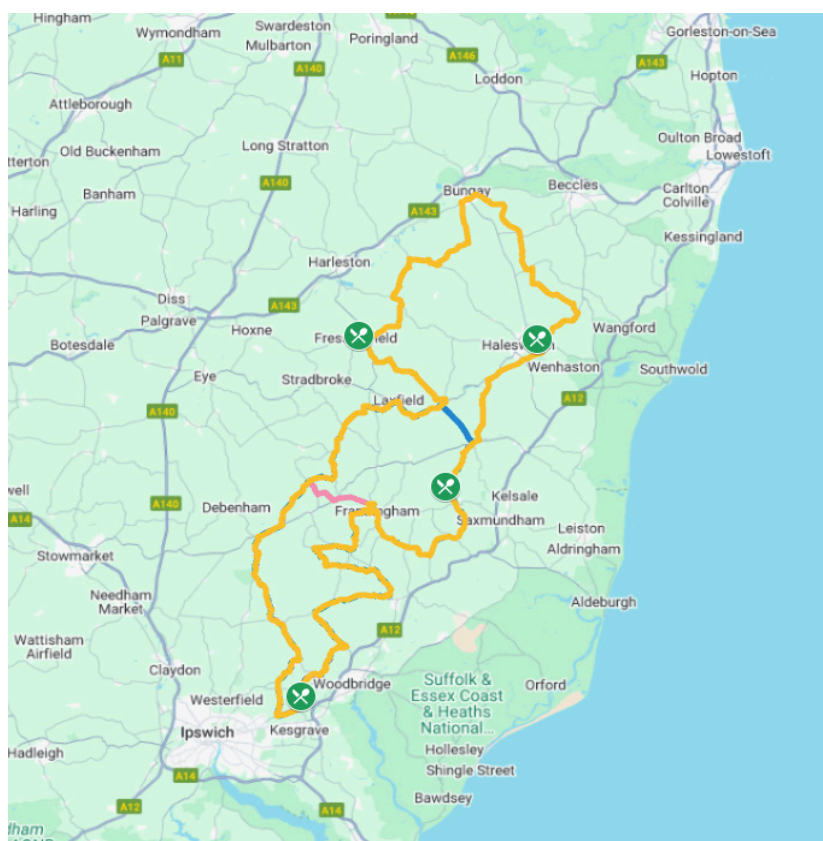 Hingham
Swardeston
Wymondham
Mulbarton
Poringland
Gorleston-on-Sea
A11
A140
A146
A143
Hopton
Loddon
Attleborough
Oulton Broad
Lowestoft
Old Buckenham
Long Stratton
tterton
A140
Bungay
Beccles
Carlton
Colville
Banham
Harling
A143
Kessingland
Harleston
Diss
A143
Palgrave
Hoxne
Wangford
Botesdale
Wenhaston
Southwold
Eye
Stradbroke
Laxfield
A12
A140
well
A140
Debenham
Kelsale
A14
Saxmundham
Leiston
Aldringham
Stowmarket
Needham
Market
Aldeburgh
A12
Wattisham
Airfield
Claydon
Woodbridge
Suffolk &
Essex Coast
& Heaths
National...
Orford
Westerfield
Ipswich
Kesgrave
Hadleigh
Hollesley
Shingle Street
A14
A12
A14
Bawdsey
dham